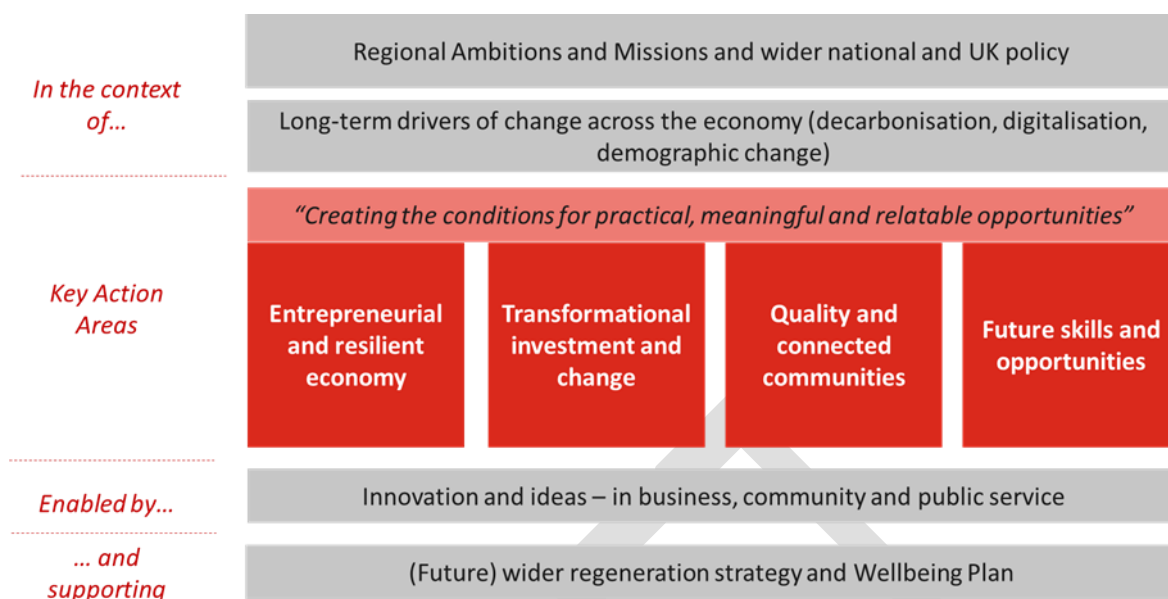 In the context
of...
Regional Ambitions and Missions and wider national and UK policy
Long-term drivers of change across the economy (decarbonisation, digitalisation,
demographic change)
Key Action
Areas
“Creating the conditions for practical, meaningful and relatable opportunities”
Entrepreneurial
and resilient
economy
Transformational
investment and
change
Quality and
connected
communities
Future skills and
opportunities
Enabled by...
Innovation and ideas – in business, community and public service
... and
supporting
(Future) wider regeneration strategy and Wellbeing Plan